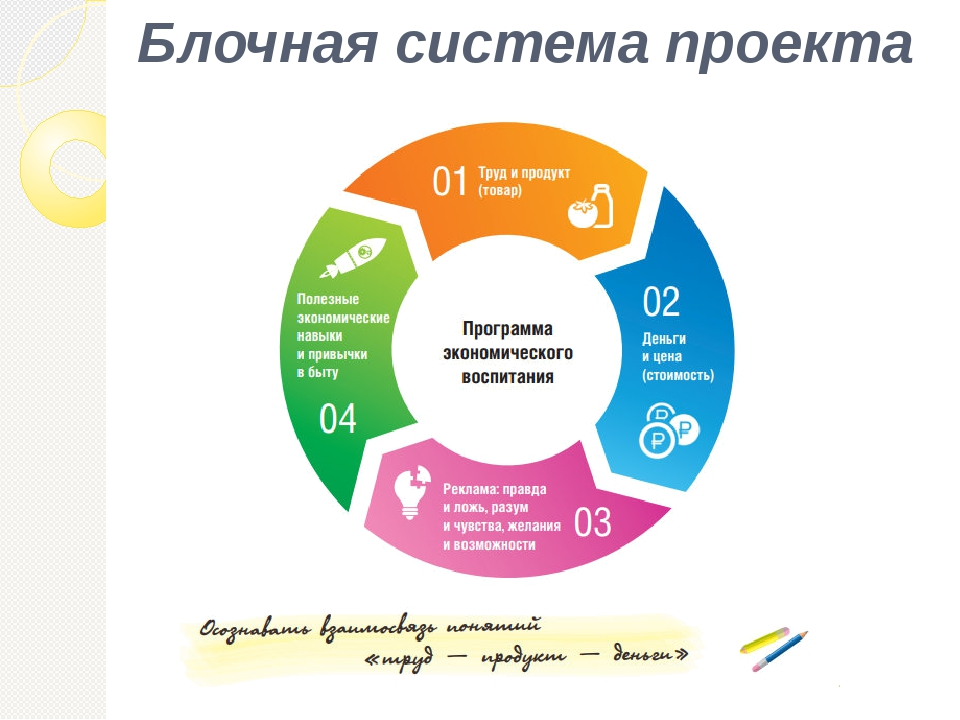 Блочная система проекта
01
Труд и продукт
(товар)
02
Деньги
и цена
(стоимость)
03
Реклама: правда
и ложь, разум
и чувства, желания
и возможности
04
Полезные
экономические
навыки
и привычки
в быту
Программа
экономического
воспитания
Осознавать взаимосвязь понятий
«труд — продукт — деньги»